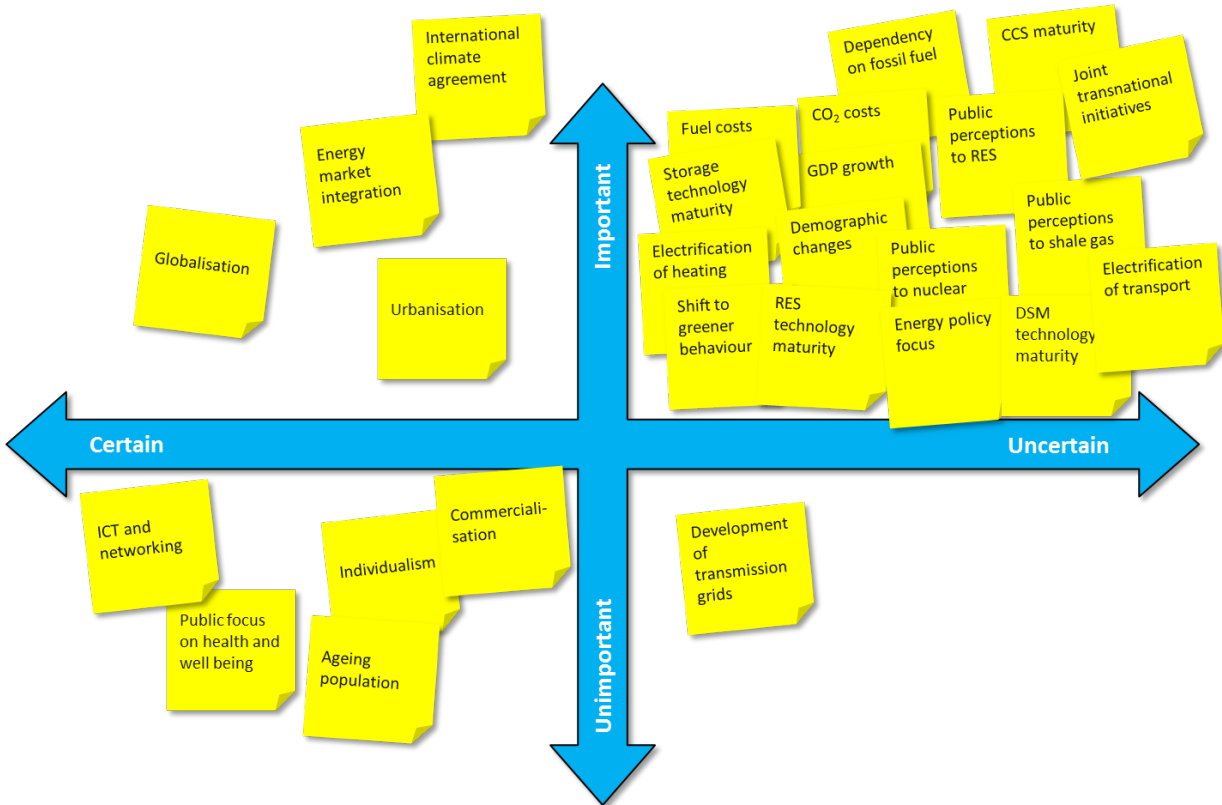 International
climate
agreement
Energy
market
integration
Globalisation
Urbanisation
Important
Dependency
on fossil fuel
CCS maturity
Joint
transnational
initiatives
Fuel costs
CO₂ costs
Public
perceptions
to RES
Storage
technology
maturity
GDP growth
Public
perceptions
to shale gas
Electrification
of heating
Demographic
changes
Public
perceptions
to nuclear
Electrification
of transport
Shift to
greener
behaviour
RES
technology
maturity
Energy policy
focus
DSM
technology
maturity
Certain
Uncertain
ICT and
networking
Individualism
Commerciali-
sation
Public focus
on health and
well being
Ageing
population
Unimportant
Development
of
transmission
grids